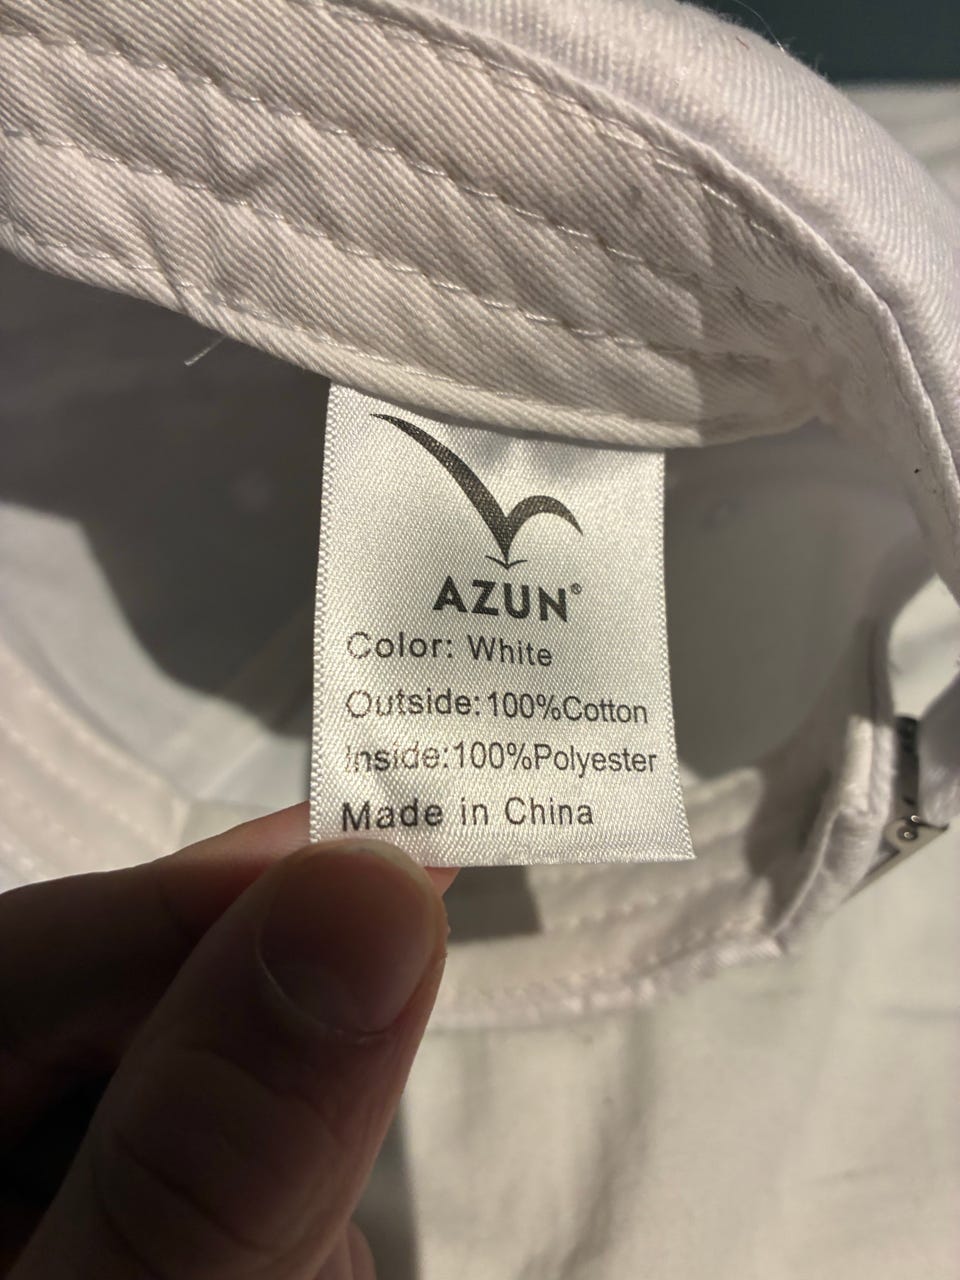 AZUN®
Color: White
Outside:100%Cotton
Inside:100%Polyester
Made in China